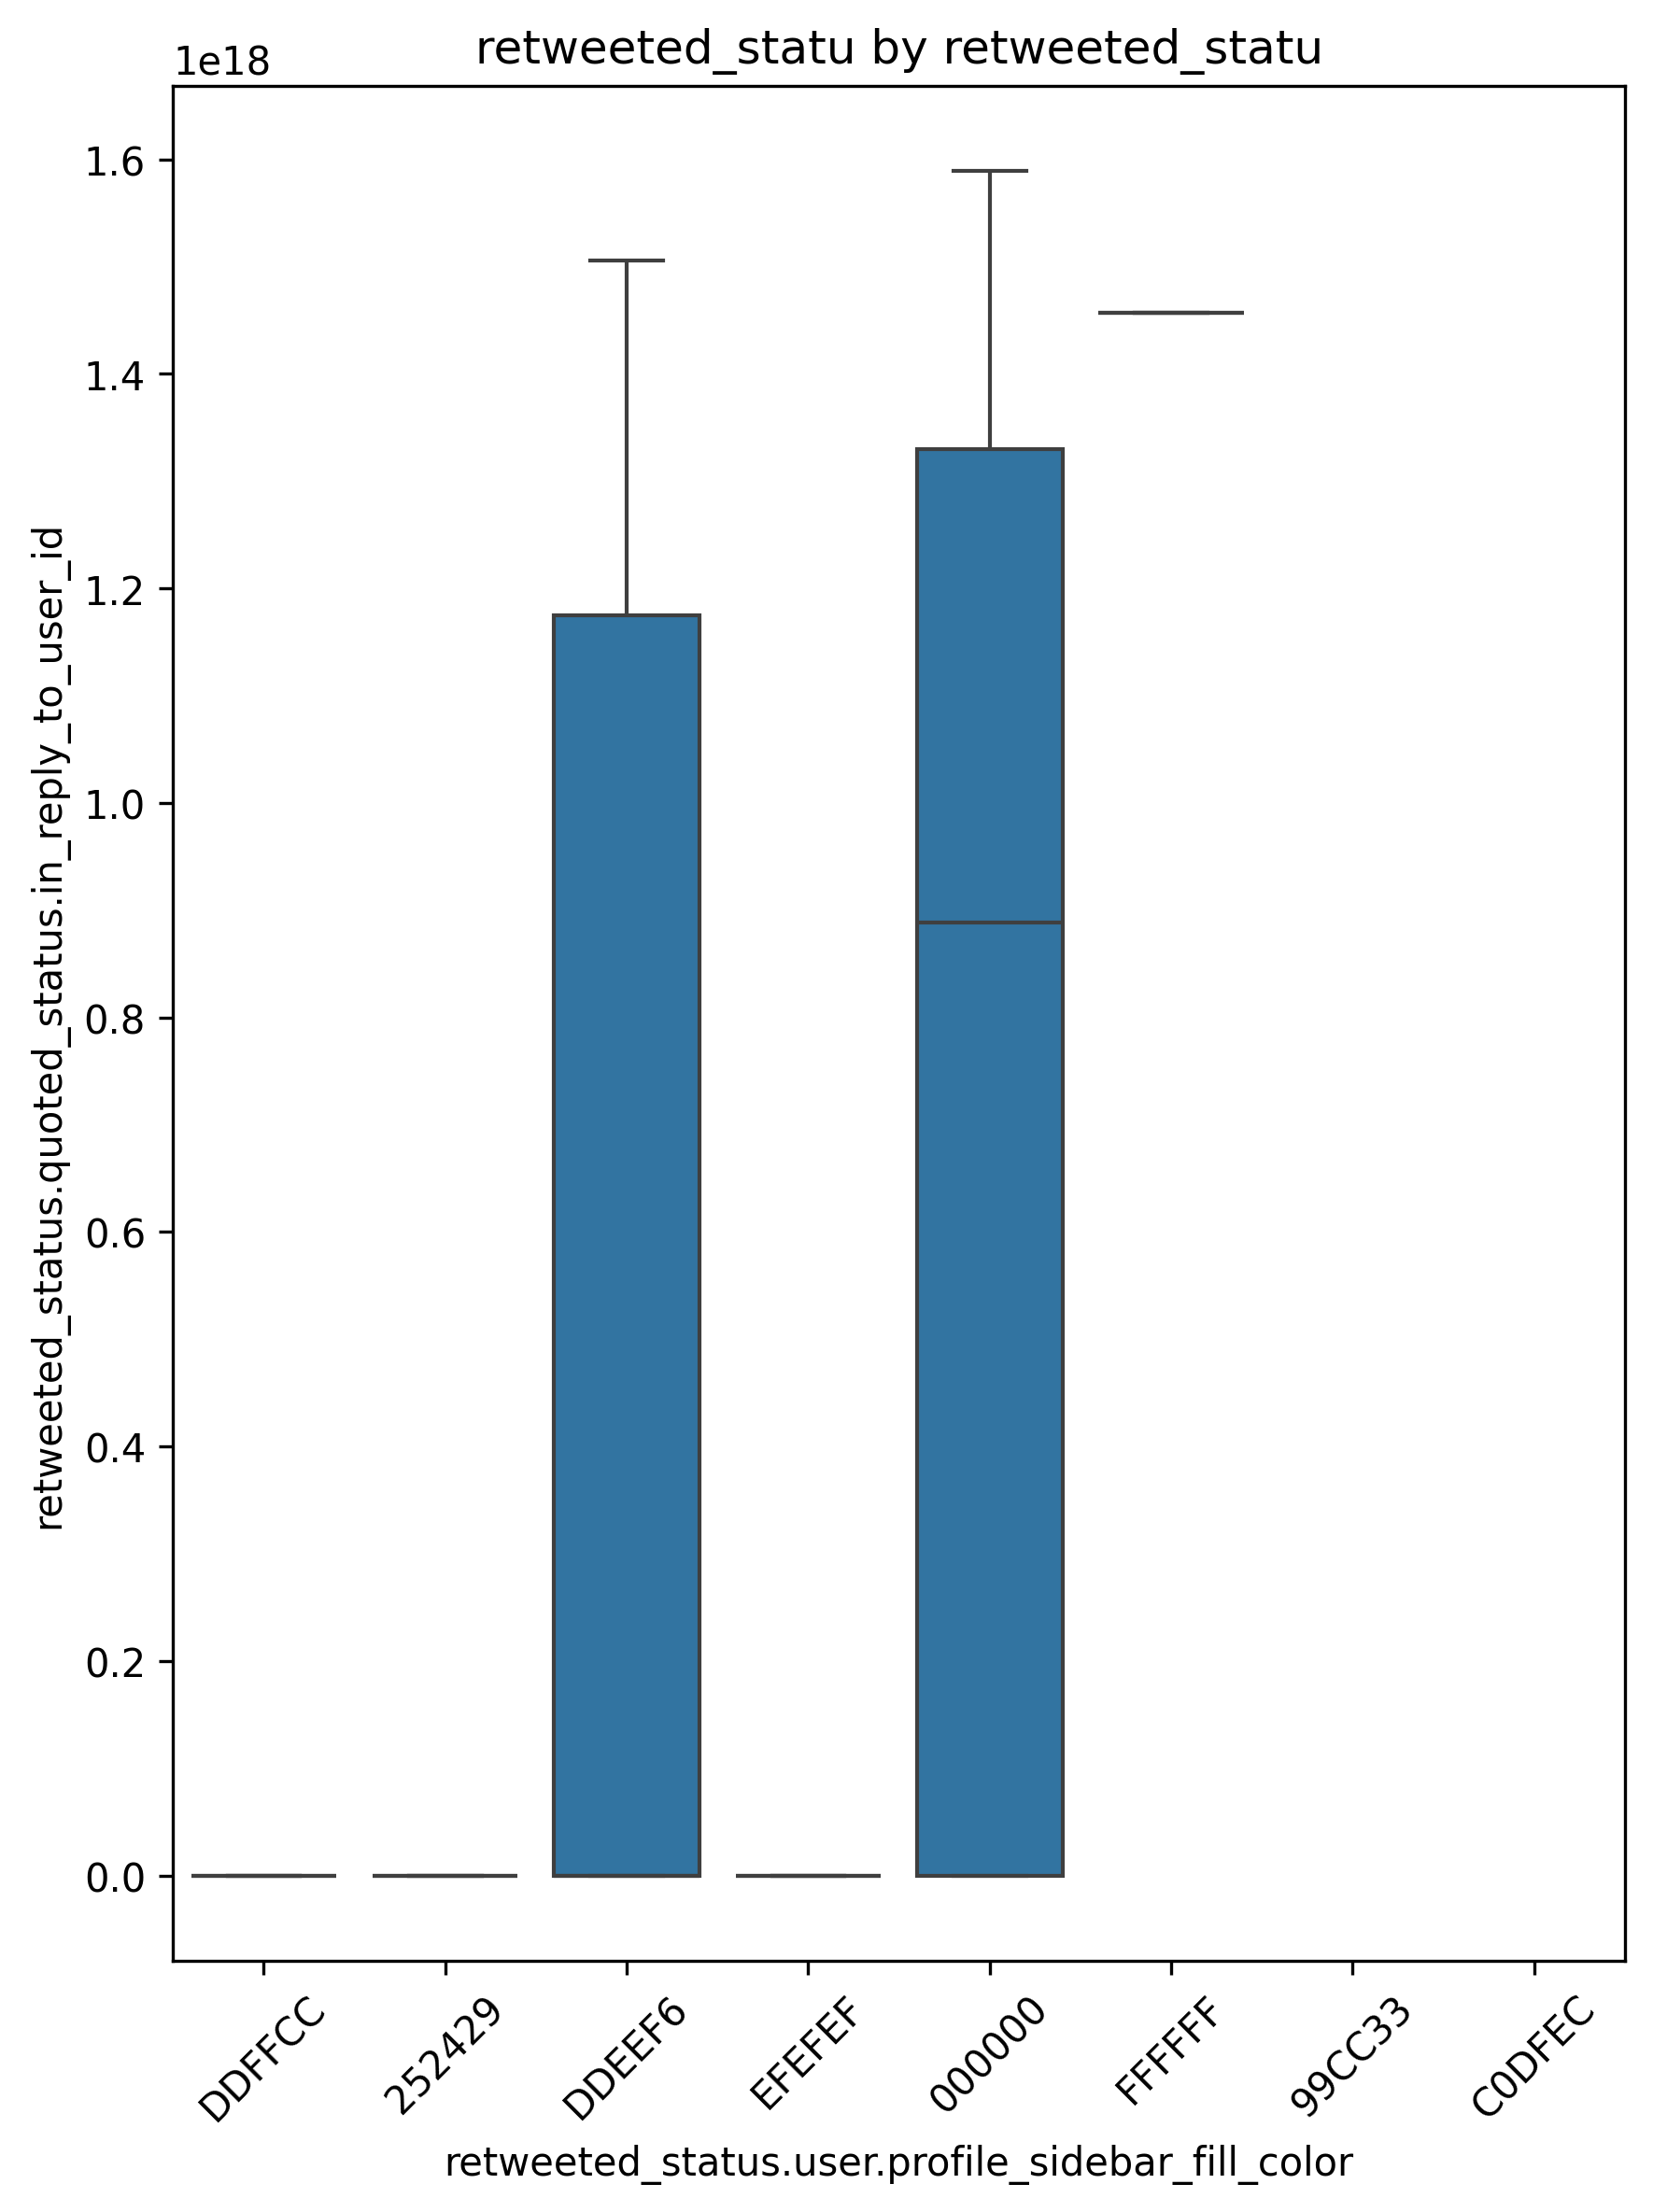 retweeted_statu by retweeted_statu
1e18
1.6
1.4
1.2
1.0
0.8
0.6
0.4
0.2
0.0
retweeted_status.quoted_status.in_reply_to_user_id
DDFFCC
252429
DDEEF6
EFEFEF
000000
FFFFFF
99CC33
C0DFEC
retweeted_status.user.profile_sidebar_fill_color